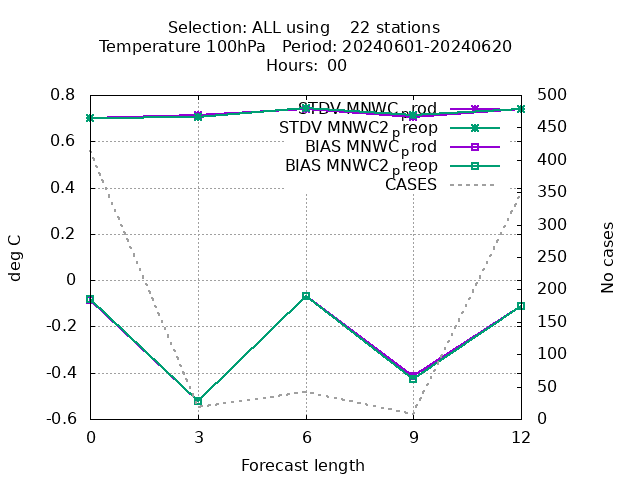 Selection: ALL using 22 stations
Temperature 100hPa Period: 20240601-20240620
Hours: 00
0.8
0.6
0.4
0.2
0
-0.2
-0.4
-0.6
deg C
STDV MNWC_prod
STDV MNWC2_preop
BIAS MNWC_prod
BIAS MNWC2_preop
CASES
500
450
400
350
300
250
200
150
100
50
0
No cases
0 3 6 9 12
Forecast length